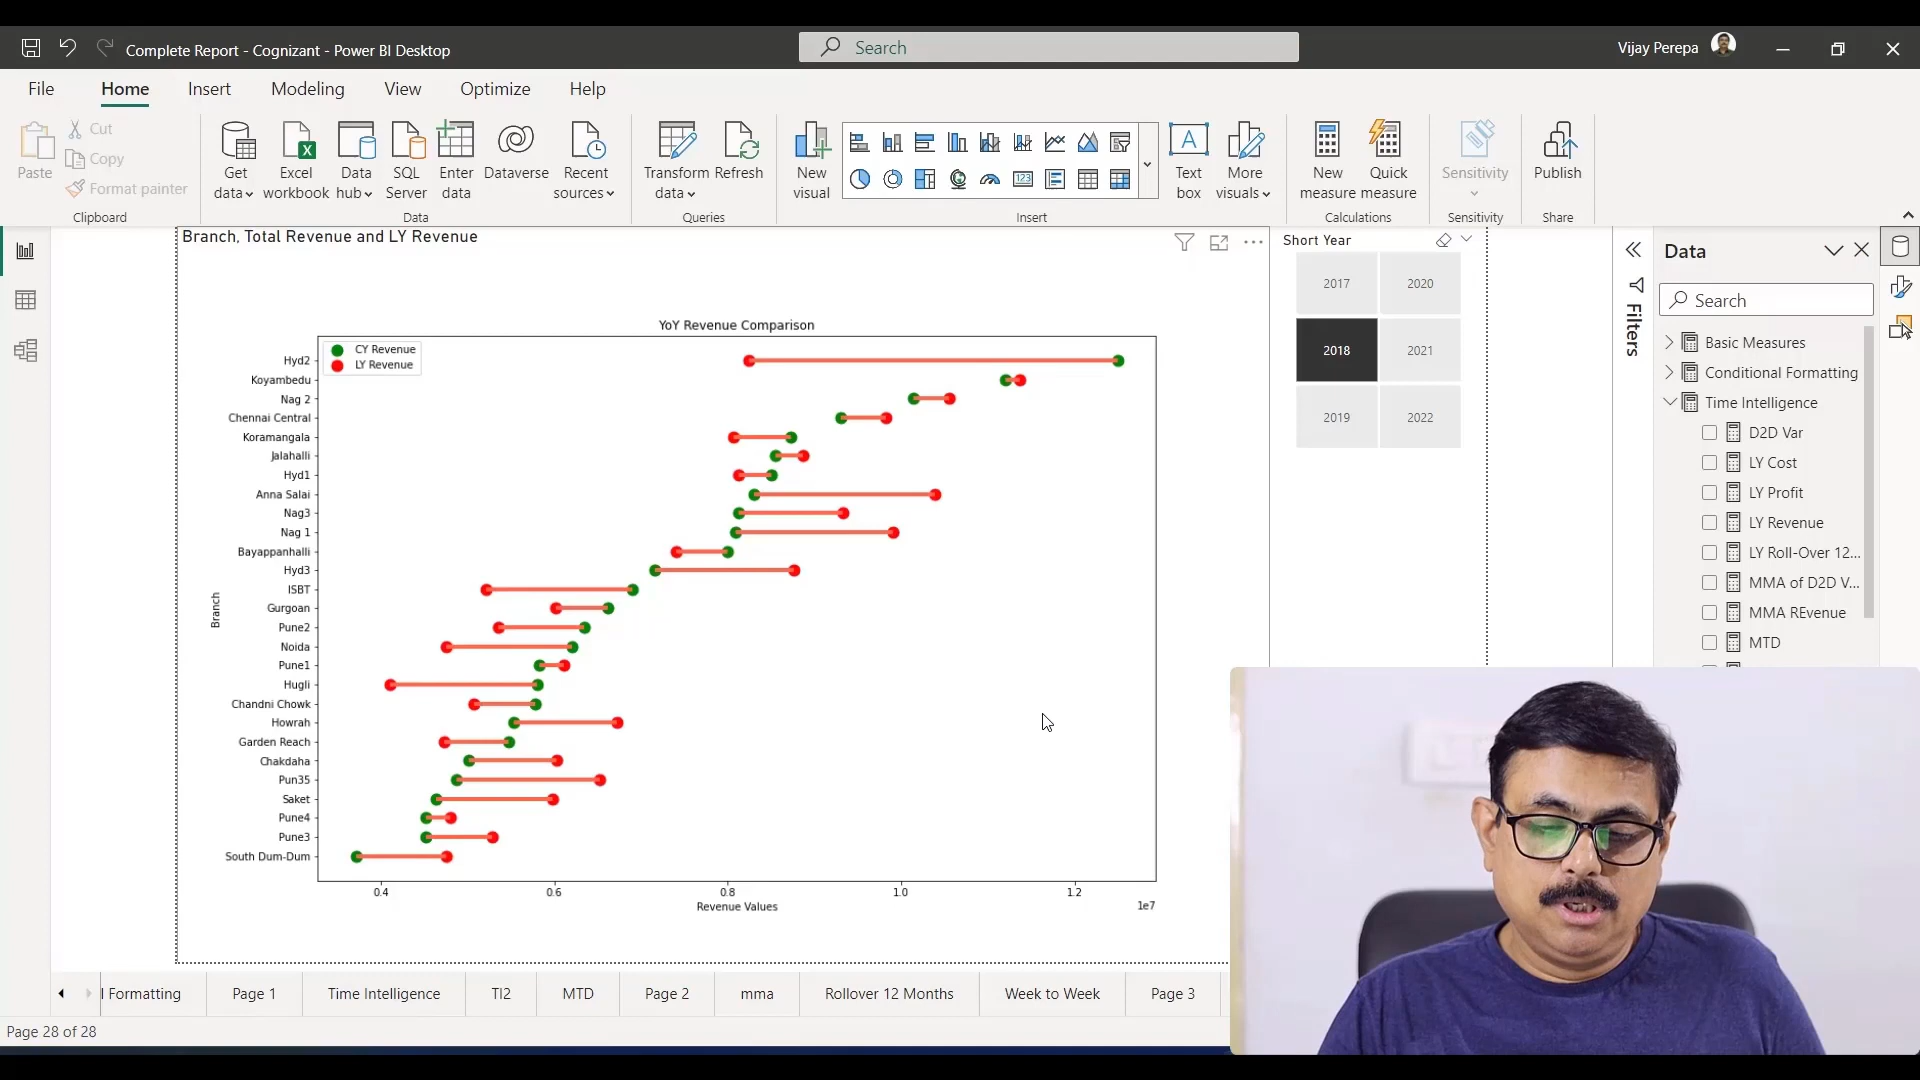 Complete Report - Cognizant - Power BI Desktop
Search
Vijay Perepa
File
Home
Insert
Modeling
View
Optimize
Help
Paste
Cut
Copy
Format painter
Clipboard
Get data
Excel workbook
Data hub
SQL Server
Enter data
Dataverse
Recent sources
Data
Transform data
Refresh
Queries
New visual
Text box
More visuals
Insert
New measure
Quick measure
Calculations
Sensitivity
Sensitivity
Publish
Share
Branch, Total Revenue and LY Revenue
Short Year
2017
2020
2018
2021
2019
2022
YoY Revenue Comparison
CY Revenue
LY Revenue
Hyd2
Koyambedu
Nag 2
Chennai Central
Koramangala
Jalahalli
Hyd1
Anna Salai
Nag3
Nag 1
Bayappanhalli
Hyd3
ISBT
Gurgoan
Pune2
Noida
Pune1
Hugli
Chandni Chowk
Howrah
Garden Reach
Chakdaha
Pun35
Saket
Pune4
Pune3
South Dum-Dum
Branch
0.4
0.6
0.8
1.0
1.2
1e7
Revenue Values
Filters
Data
Search
Basic Measures
Conditional Formatting
Time Intelligence
D2D Var
LY Cost
LY Profit
LY Revenue
LY Roll-Over 12...
MMA of D2D V...
MMA REvenue
MTD
l Formatting
Page 1
Time Intelligence
TI2
MTD
Page 2
mma
Rollover 12 Months
Week to Week
Page 3
Page 28 of 28